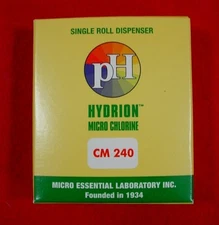 SINGLE ROLL DISPENSER
pH
HYDRION™
MICRO CHLORINE
CM 240
MICRO ESSENTIAL LABORATORY INC.
Founded in 1934